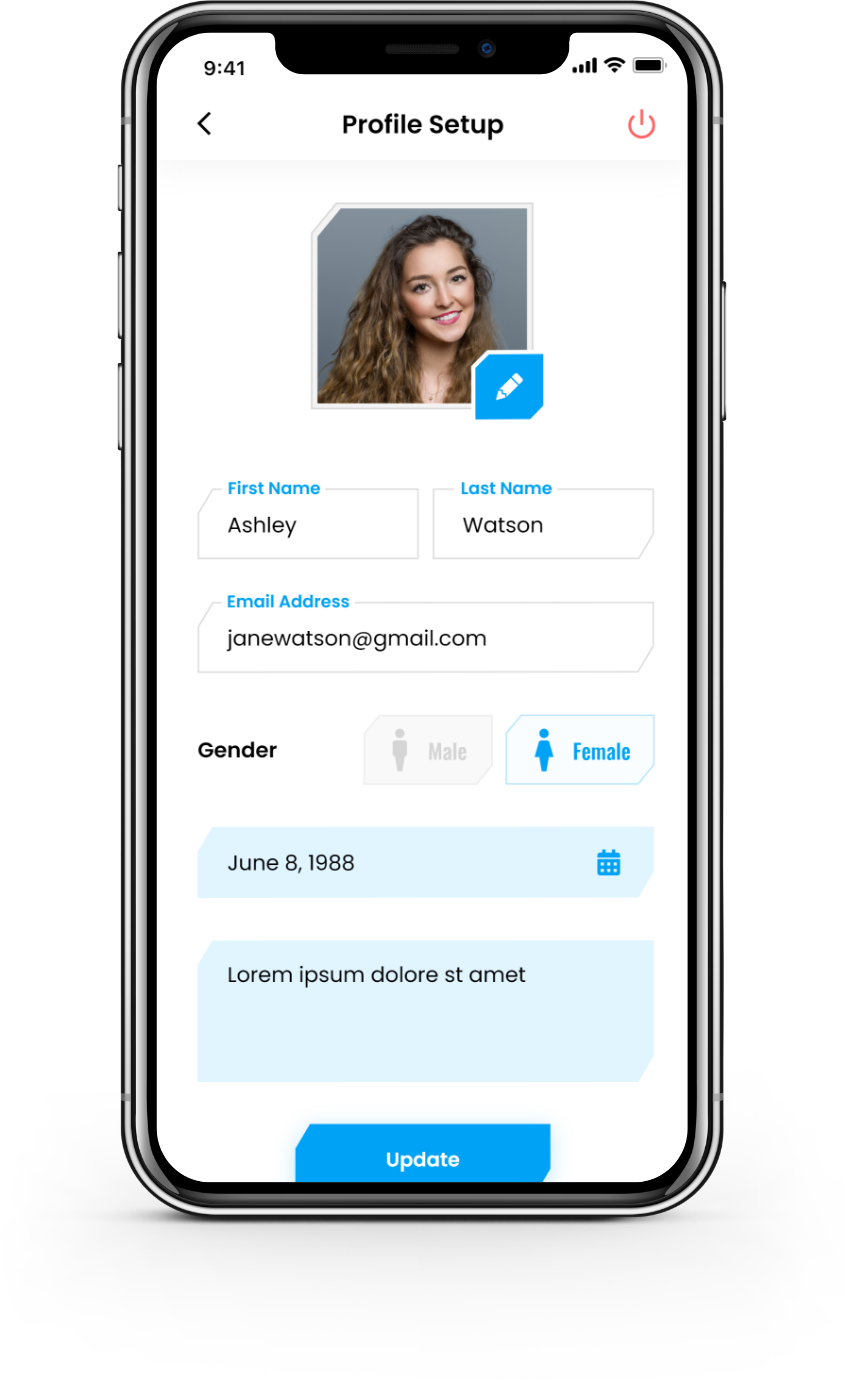 9:41
Profile Setup
First Name
Last Name
Ashley
Watson
Email Address
janewatson@gmail.com
Gender
Male
Female
June 8, 1988
Lorem ipsum dolore st amet
Update